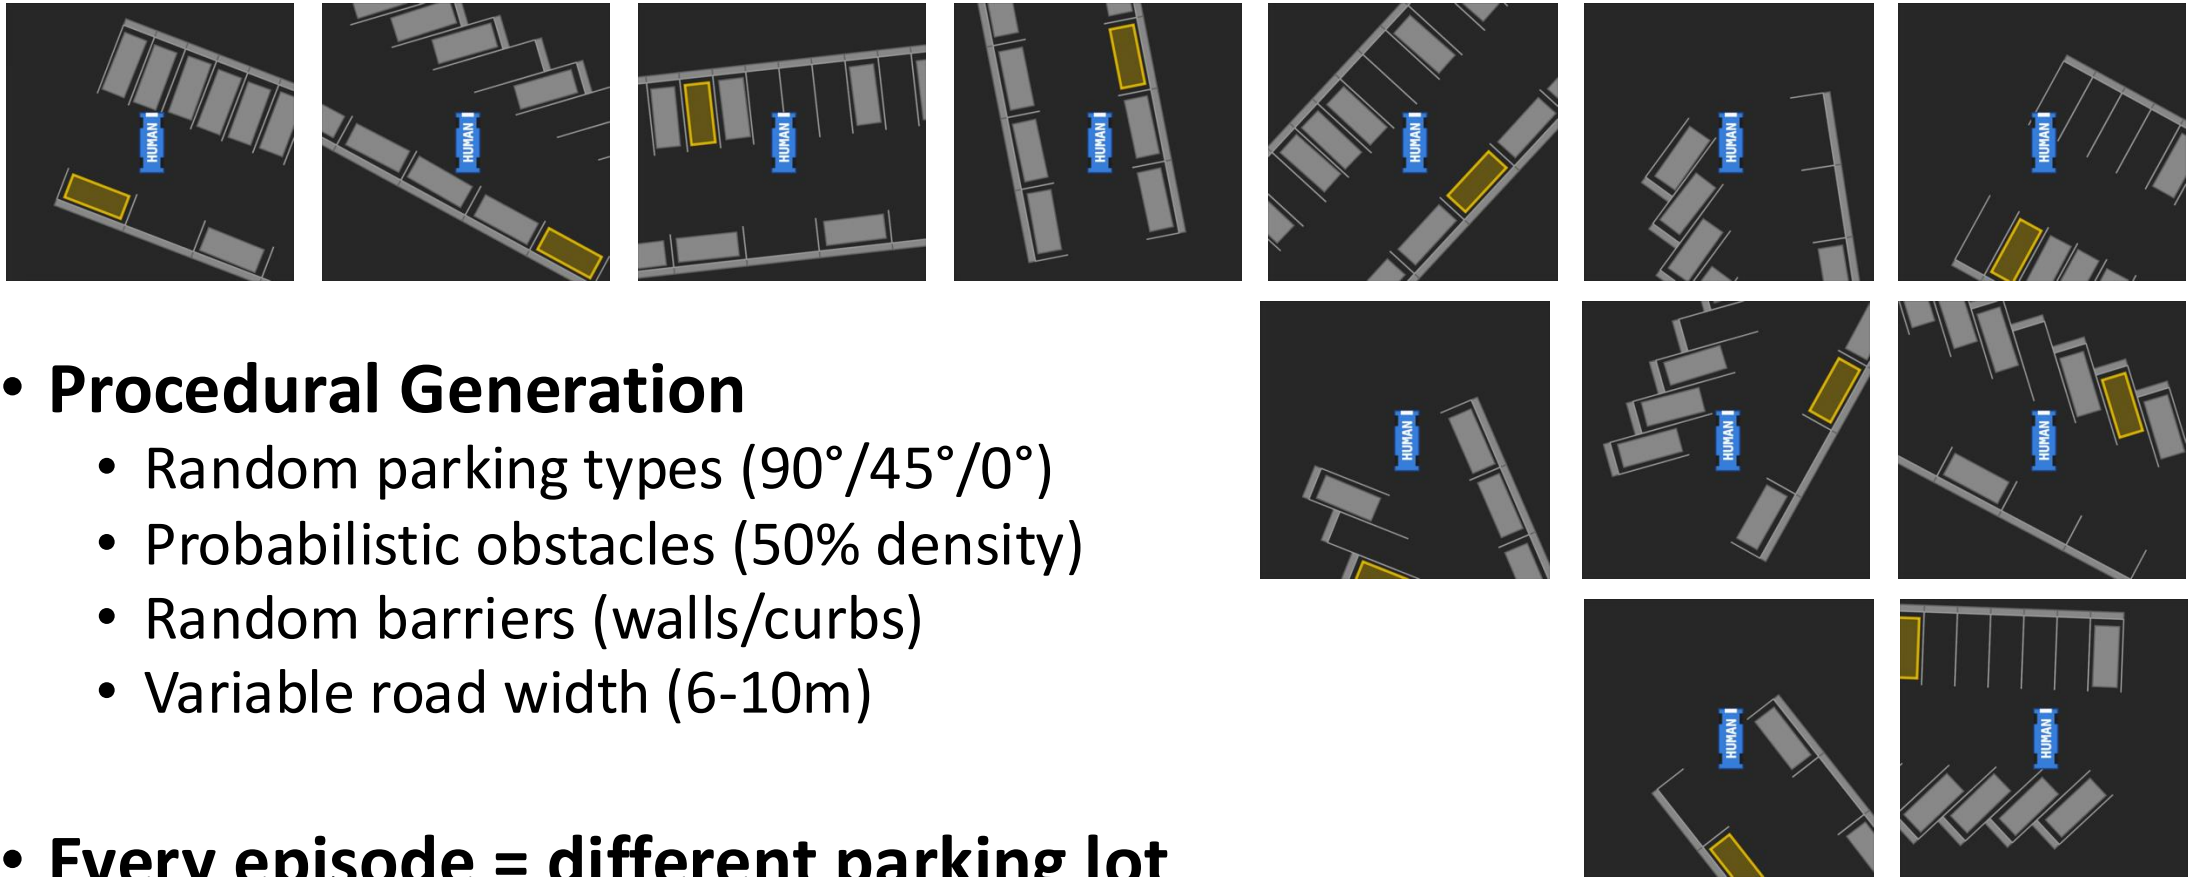 HUMAN HUMAN HUMAN HUMAN HUMAN HUMAN HUMAN
HUMAN HUMAN HUMAN
• Procedural Generation
• Random parking types (90°/45°/0°)
• Probabilistic obstacles (50% density)
• Random barriers (walls/curbs)
• Variable road width (6-10m)
HUMAN HUMAN
• Every episode = different parking lot